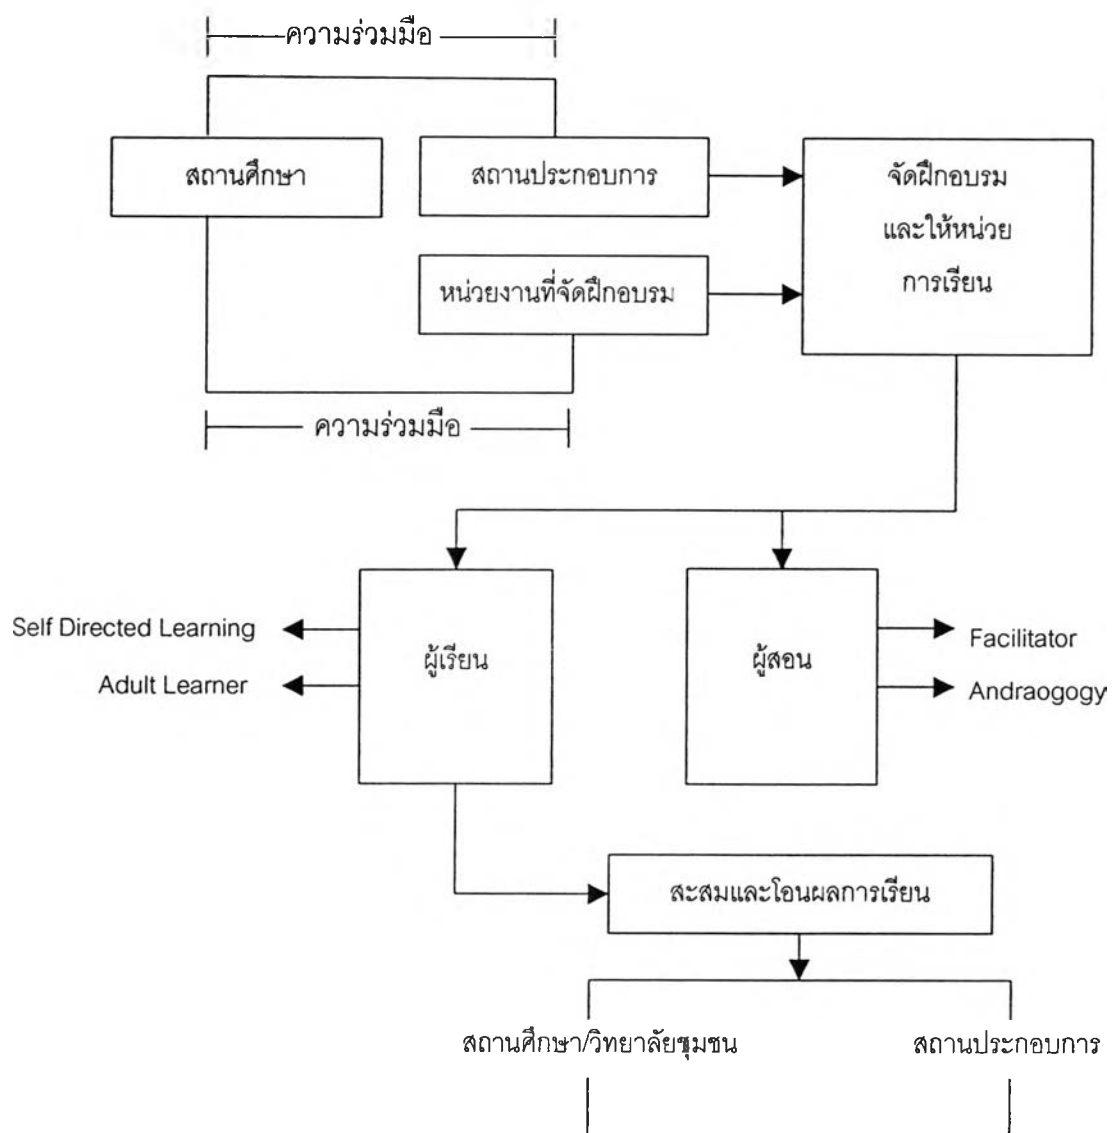 ความร่วมมือ
สถานศึกษา
สถานประกอบการ
จัดฝึกอบรม
และให้หน่วย
การเรียน
หน่วยงานที่จัดฝึกอบรม
ความร่วมมือ
Self Directed Learning
Adult Learner
ผู้เรียน
ผู้สอน
Facilitator
Andraogogy
สะสมและโอนผลการเรียน
สถานศึกษา/วิทยาลัยชุมชน
สถานประกอบการ